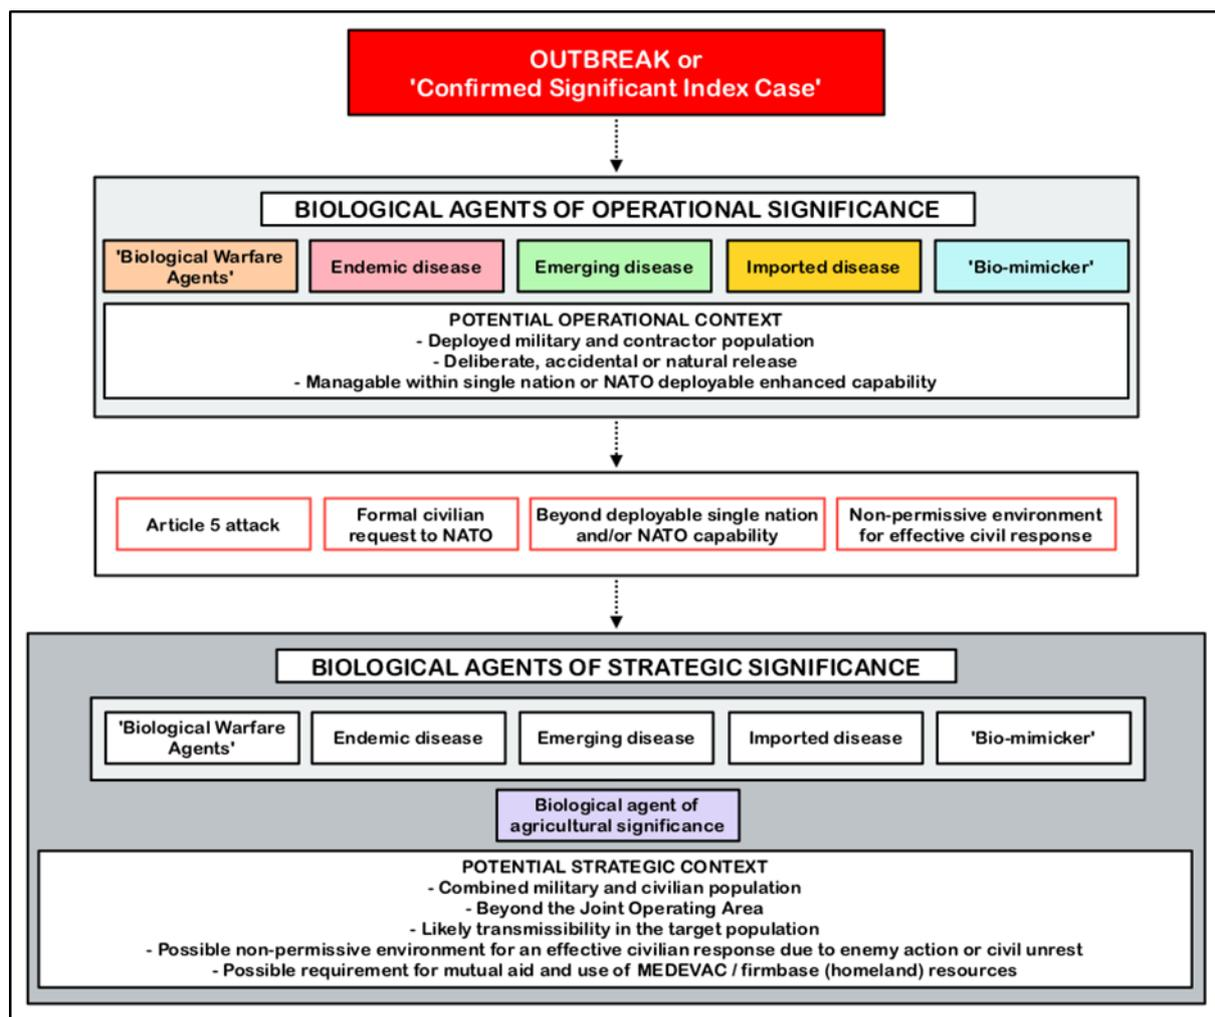 OUTBREAK or
'Confirmed Significant Index Case'
BIOLOGICAL AGENTS OF OPERATIONAL SIGNIFICANCE
'Biological Warfare
Agents'
Endemic disease
Emerging disease
Imported disease
'Bio-mimicker'
POTENTIAL OPERATIONAL CONTEXT
- Deployed military and contractor population
- Deliberate, accidental or natural release
- Managable within single nation or NATO deployable enhanced capability
Article 5 attack
Formal civilian
request to NATO
Beyond deployable single nation
and/or NATO capability
Non-permissive environment
for effective civil response
BIOLOGICAL AGENTS OF STRATEGIC SIGNIFICANCE
'Biological Warfare
Agents'
Endemic disease
Emerging disease
Imported disease
'Bio-mimicker'
Biological agent of
agricultural significance
POTENTIAL STRATEGIC CONTEXT
- Combined military and civilian population
- Beyond the Joint Operating Area
- Likely transmissibility in the target population
- Possible non-permissive environment for an effective civilian response due to enemy action or civil unrest
- Possible requirement for mutual aid and use of MEDEVAC / firmbase (homeland) resources